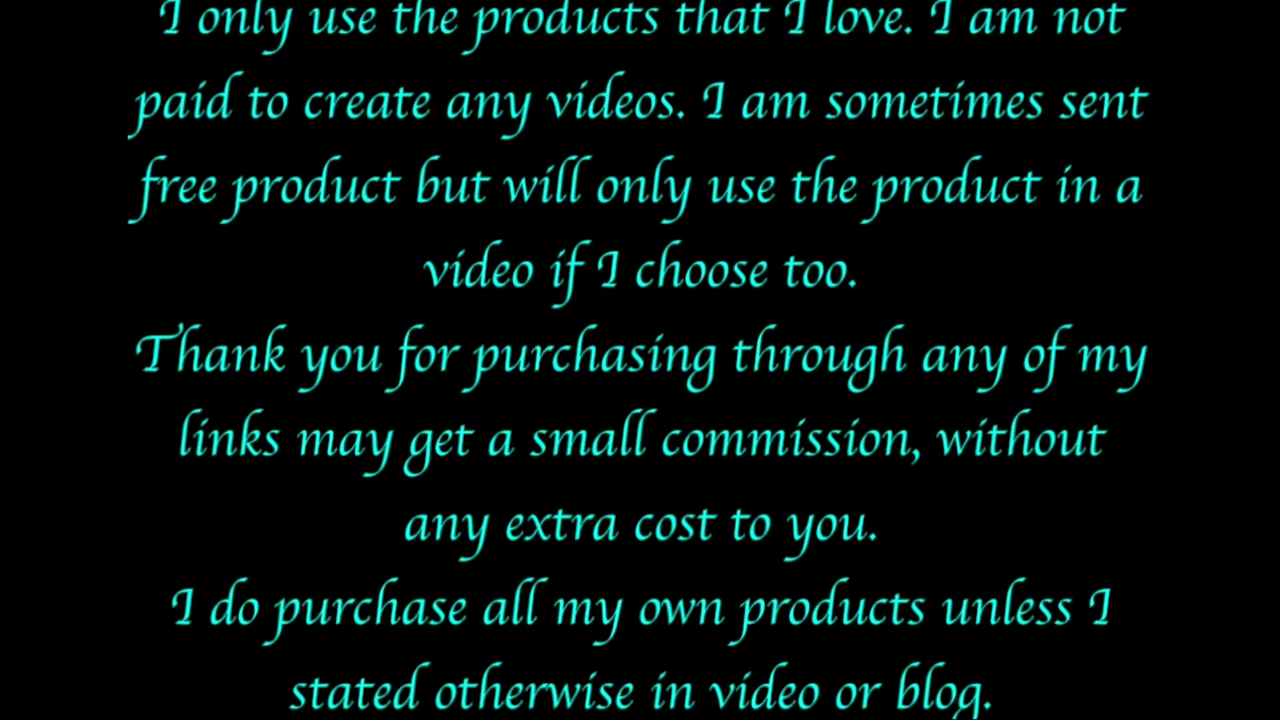 I only use the products that I love. I am not
paid to create any videos. I am sometimes sent
free product but will only use the product in a
video if I choose too.
Thank you for purchasing through any of my
links may get a small commission, without
any extra cost to you.
I do purchase all my own products unless I
stated otherwise in video or blog.